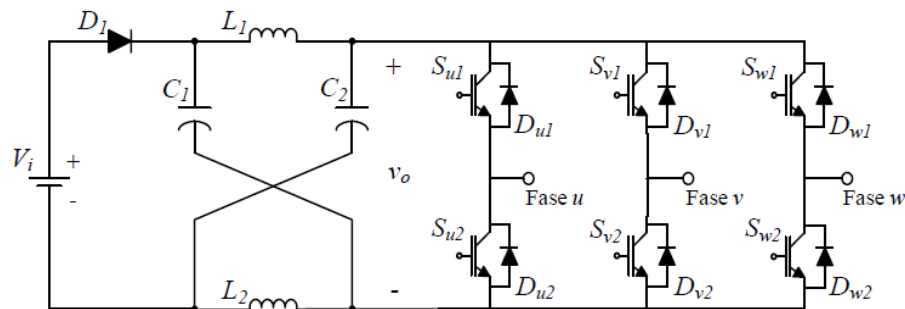 D1
L1
+
Su1
Sv1
Sw1
C1
C2
Du1
Dv1
Dw1
Vi
+
-
vo
Fase u
Fase v
Fase w
Su2
Sv2
Sw2
L2
-
Du2
Dv2
Dw2